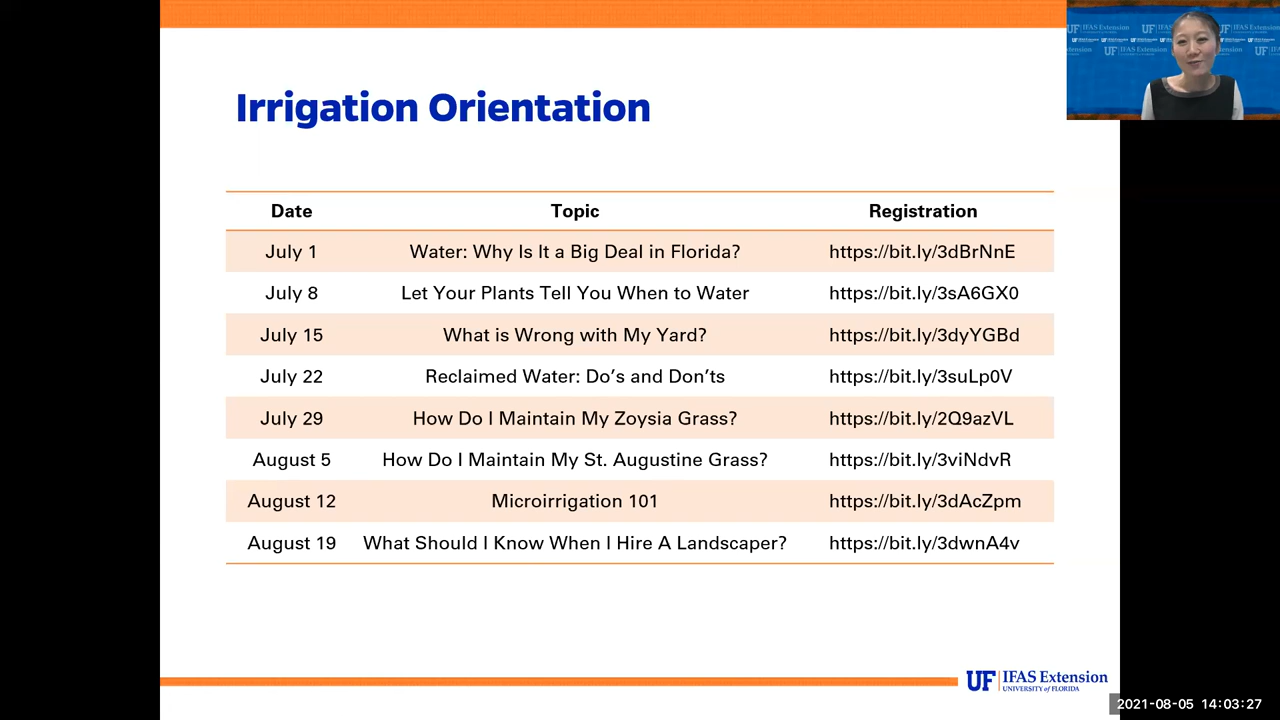 UF IFAS Extension
Irrigation Orientation
Date Topic Registration
July 1 Water: Why Is It a Big Deal in Florida? https://bit.ly/3dBrNnE
July 8 Let Your Plants Tell You When to Water https://bit.ly/3sA6GX0
July 15 What is Wrong with My Yard? https://bit.ly/3dyYGBd
July 22 Reclaimed Water: Do’s and Don’ts https://bit.ly/3suLp0V
July 29 How Do I Maintain My Zoysia Grass? https://bit.ly/2Q9azVL
August 5 How Do I Maintain My St. Augustine Grass? https://bit.ly/3viNdvR
August 12 Microirrigation 101 https://bit.ly/3dAcZpm
August 19 What Should I Know When I Hire A Landscaper? https://bit.ly/3dwnA4v
UF IFAS Extension
UNIVERSITY of FLORIDA
2021-08-05 14:03:27